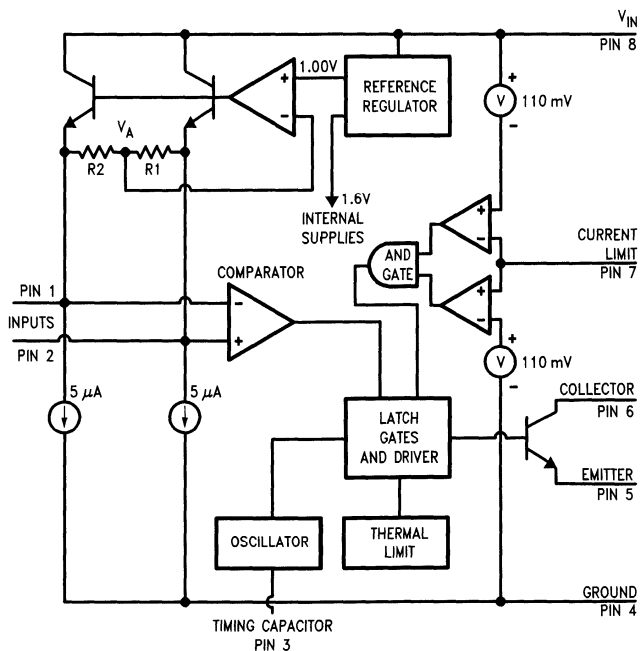 V_IN
PIN 8
1.00V
+
−
REFERENCE
REGULATOR
+
V
110 mV
−
V_A
R2
R1
1.6V
INTERNAL
SUPPLIES
+
−
AND
GATE
CURRENT
LIMIT
PIN 7
COMPARATOR
+
−
PIN 1
INPUTS
PIN 2
−
+
+
V
110 mV
−
5 μA
5 μA
COLLECTOR
PIN 6
LATCH
GATES
AND DRIVER
EMITTER
PIN 5
OSCILLATOR
THERMAL
LIMIT
GROUND
PIN 4
TIMING CAPACITOR
PIN 3